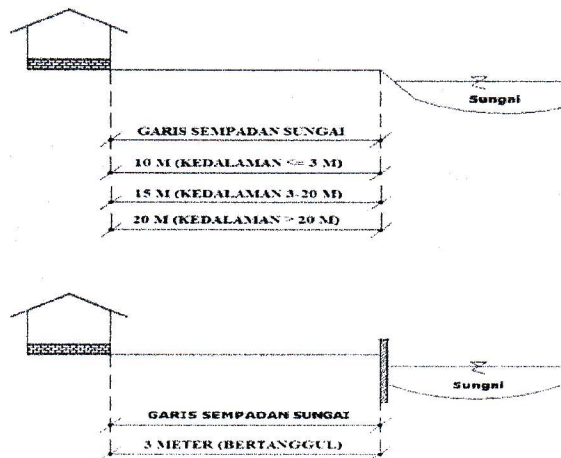 Sungai
GARIS SEMPADAN SUNGAI
10 M (KEDALAMAN <= 3 M)
15 M (KEDALAMAN 3-20 M)
20 M (KEDALAMAN > 20 M)
Sungai
GARIS SEMPADAN SUNGAI
3 METER (BERTANGGUL)